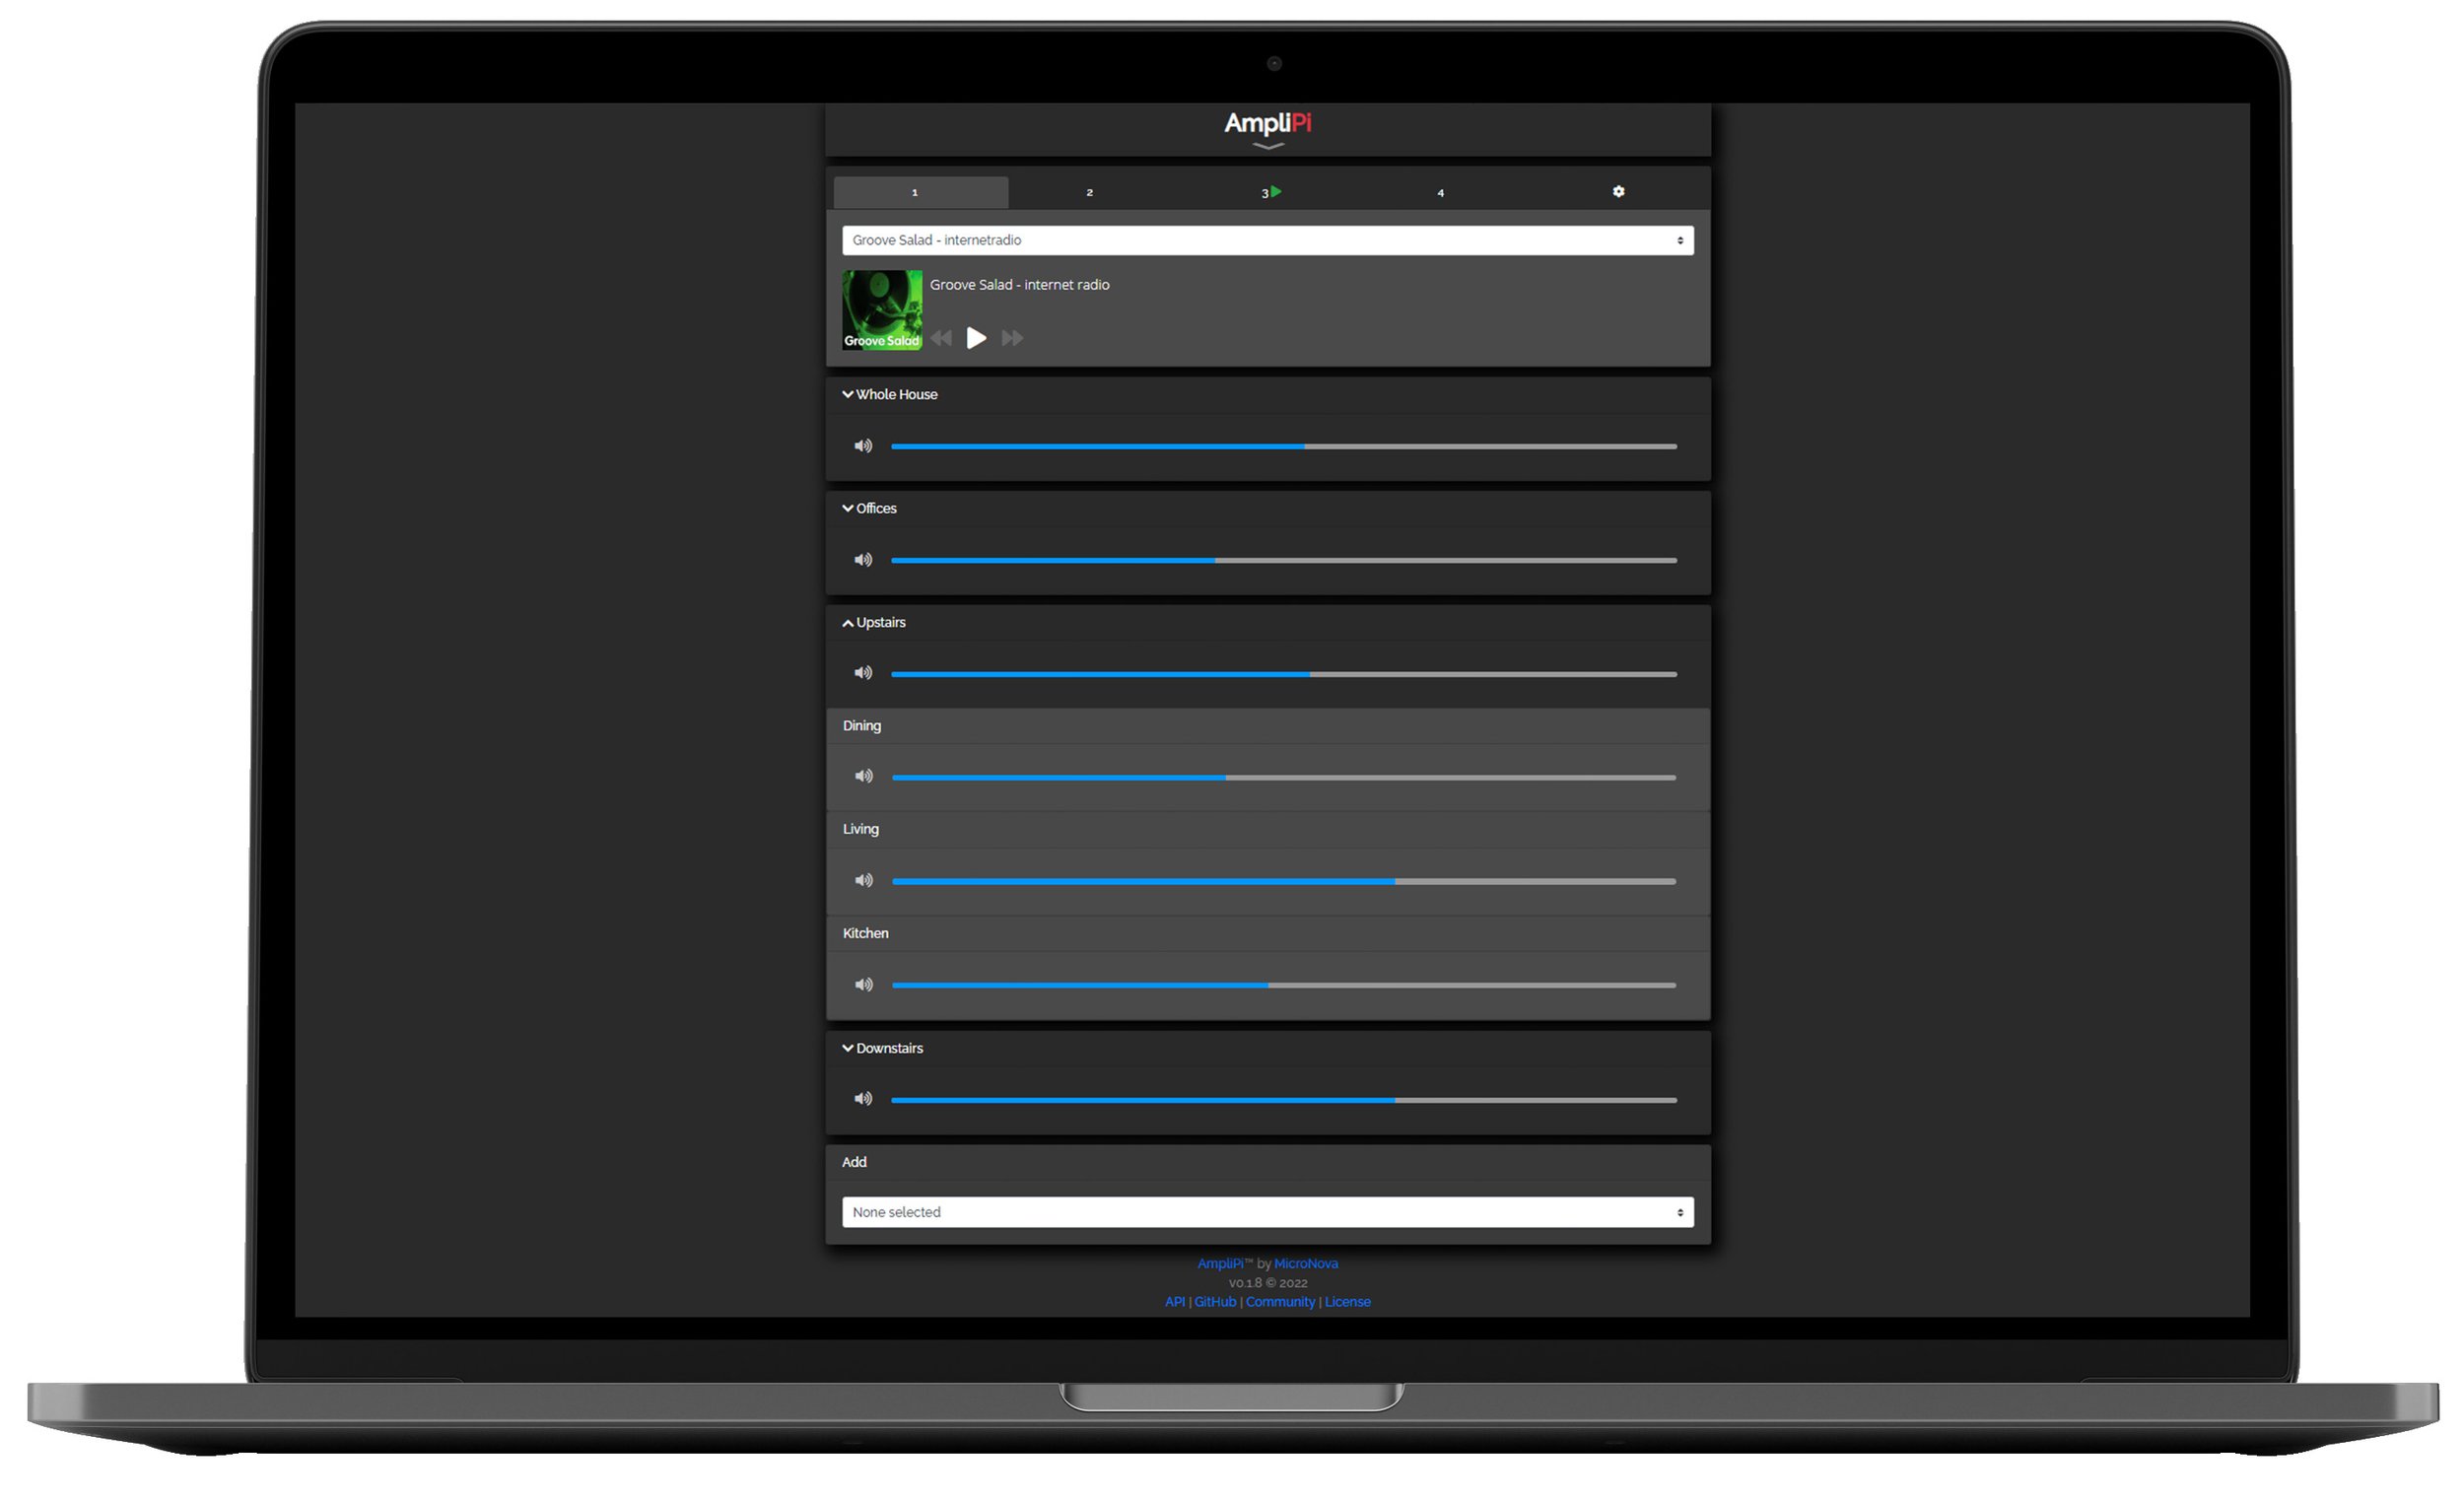 AmpliPi
1 2 3 4
Groove Salad - internetradio
Groove Salad - internet radio
Groove Salad
Whole House
Offices
Upstairs
Dining
Living
Kitchen
Downstairs
Add
None selected
AmpliPi™ by MicroNova
v0.1.8 © 2022
API | GitHub | Community | License